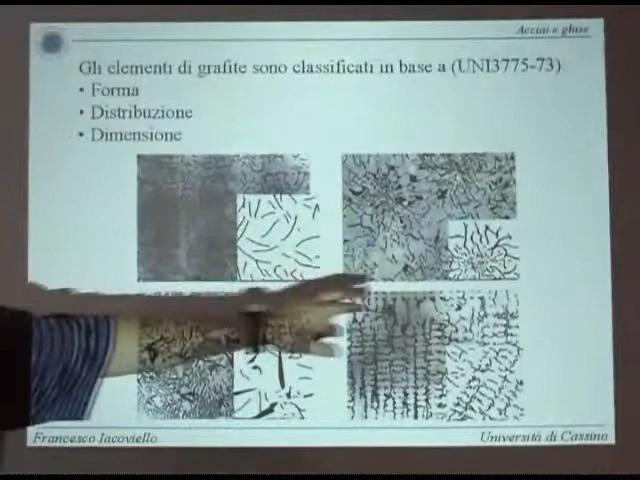 Acciai e ghise
Gli elementi di grafite sono classificati in base a (UNI3775-73)
• Forma
• Distribuzione
• Dimensione
Francesco Iacoviello
Università di Cassino